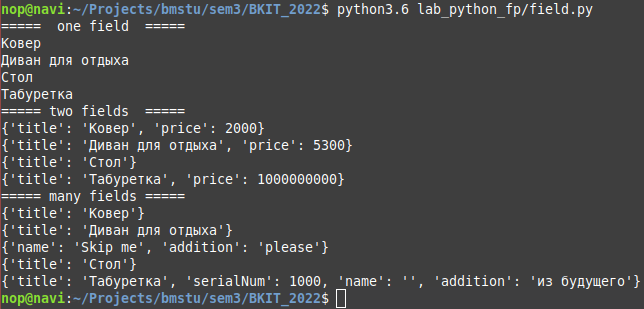 nop@navi:~/Projects/bmstu/sem3/BKIT_2022$ python3.6 lab_python_fp/field.py
=====  one field  =====
Ковер
Диван для отдыха
Стол
Табуретка
===== two fields  =====
{'title': 'Ковер', 'price': 2000}
{'title': 'Диван для отдыха', 'price': 5300}
{'title': 'Стол'}
{'title': 'Табуретка', 'price': 1000000000}
===== many fields =====
{'title': 'Ковер'}
{'title': 'Диван для отдыха'}
{'name': 'Skip me', 'addition': 'please'}
{'title': 'Стол'}
{'title': 'Табуретка', 'serialNum': 1000, 'name': '', 'addition': 'из будущего'}
nop@navi:~/Projects/bmstu/sem3/BKIT_2022$